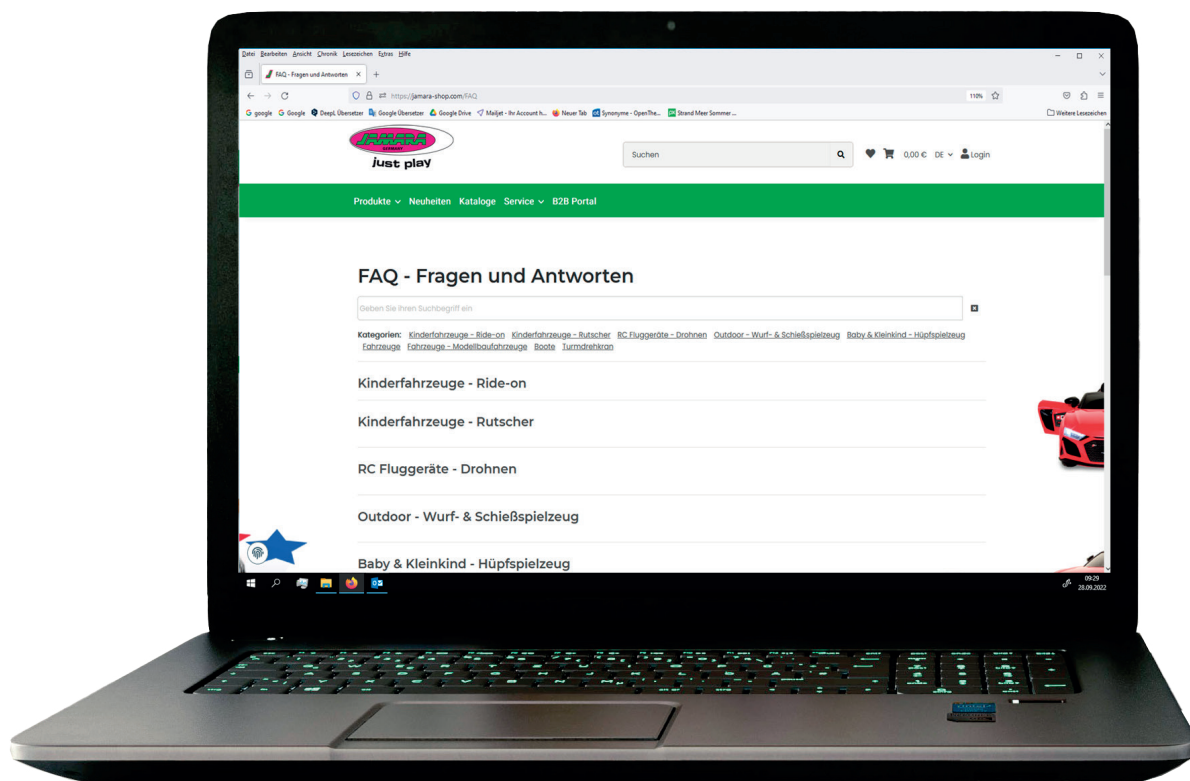 Datei Bearbeiten Ansicht Chronik Lesezeichen Extras Hilfe
FAQ - Fragen und Antworten
https://jamara-shop.com/FAQ
110%
google Google DeepL Übersetzer Google Übersetzer Google Drive Mailjet - Ihr Account h... Neuer Tab Synonyme - OpenThe... Strand Meer Sommer ... Weitere Lesezeichen
JAMARA
GERMANY
just play
Suchen
0,00 € DE Login
Produkte Neuheiten Kataloge Service B2B Portal
FAQ - Fragen und Antworten
Geben Sie Ihren Suchbegriff ein
Kategorien: Kinderfahrzeuge - Ride-on Kinderfahrzeuge - Rutscher RC Fluggeräte - Drohnen Outdoor - Wurf- & Schießspielzeug Baby & Kleinkind - Hüpfspielzeug
Fahrzeuge Fahrzeuge - Modellbaufahrzeuge Boote Turmdrehkran
Kinderfahrzeuge - Ride-on
Kinderfahrzeuge - Rutscher
RC Fluggeräte - Drohnen
Outdoor - Wurf- & Schießspielzeug
Baby & Kleinkind - Hüpfspielzeug
09:29
28.09.2022